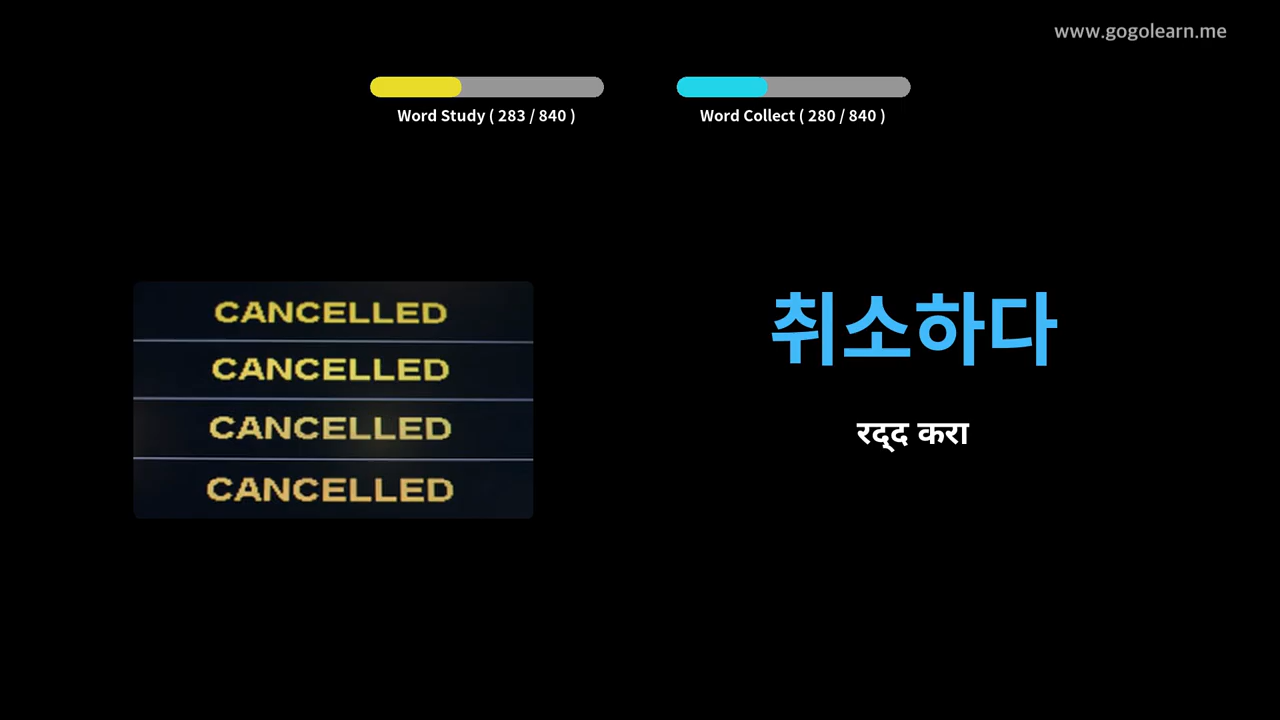 www.gogolearn.me
Word Study ( 283 / 840 )
Word Collect ( 280 / 840 )
CANCELLED
CANCELLED
CANCELLED
CANCELLED
취소하다
रद्द करा